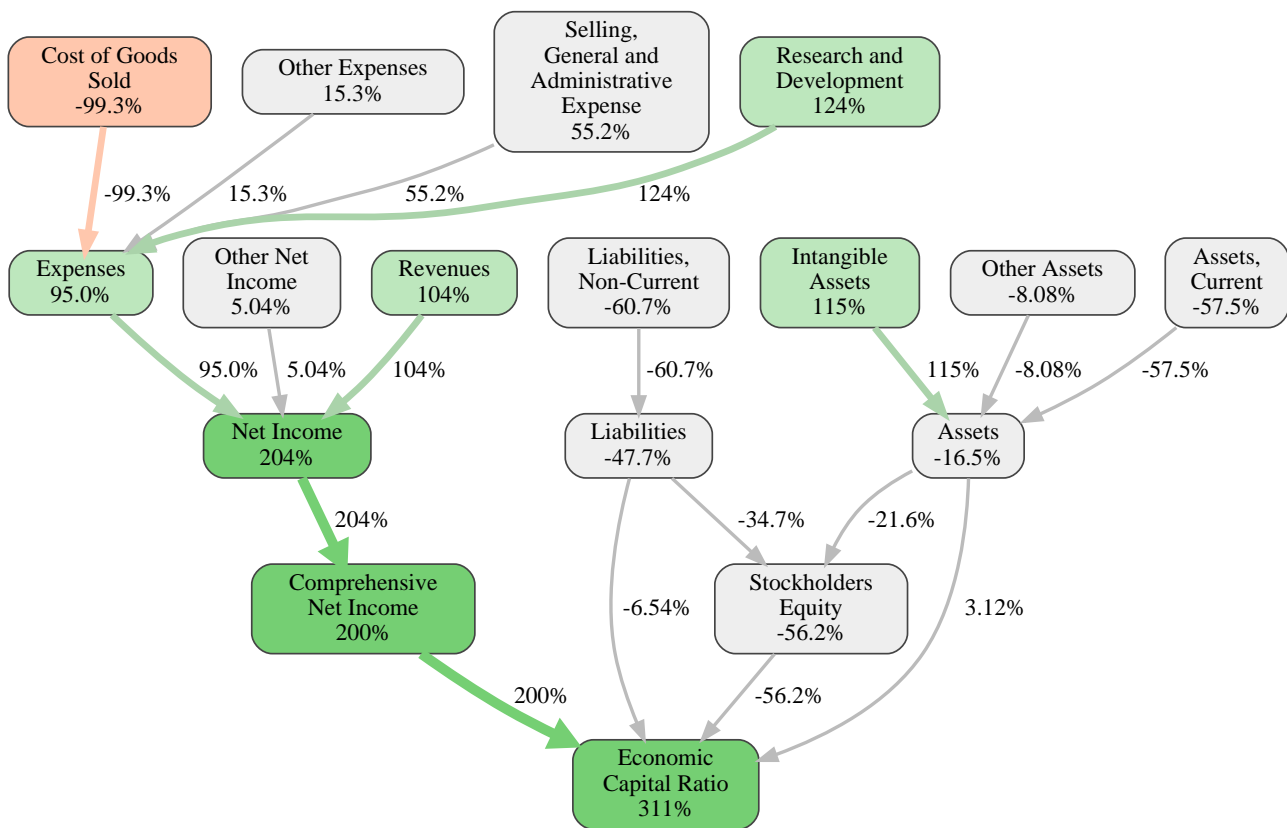 Cost of Goods
Sold
-99.3%
Other Expenses
15.3%
Selling,
General and
Administrative
Expense
55.2%
Research and
Development
124%
-99.3%
15.3%
55.2%
124%
Expenses
95.0%
Other Net
Income
5.04%
Revenues
104%
Liabilities,
Non-Current
-60.7%
Intangible
Assets
115%
Other Assets
-8.08%
Assets,
Current
-57.5%
95.0%
5.04%
104%
-60.7%
115%
-8.08%
-57.5%
Net Income
204%
Liabilities
-47.7%
Assets
-16.5%
204%
-34.7%
-21.6%
Comprehensive
Net Income
200%
-6.54%
Stockholders
Equity
-56.2%
3.12%
200%
-56.2%
Economic
Capital Ratio
311%